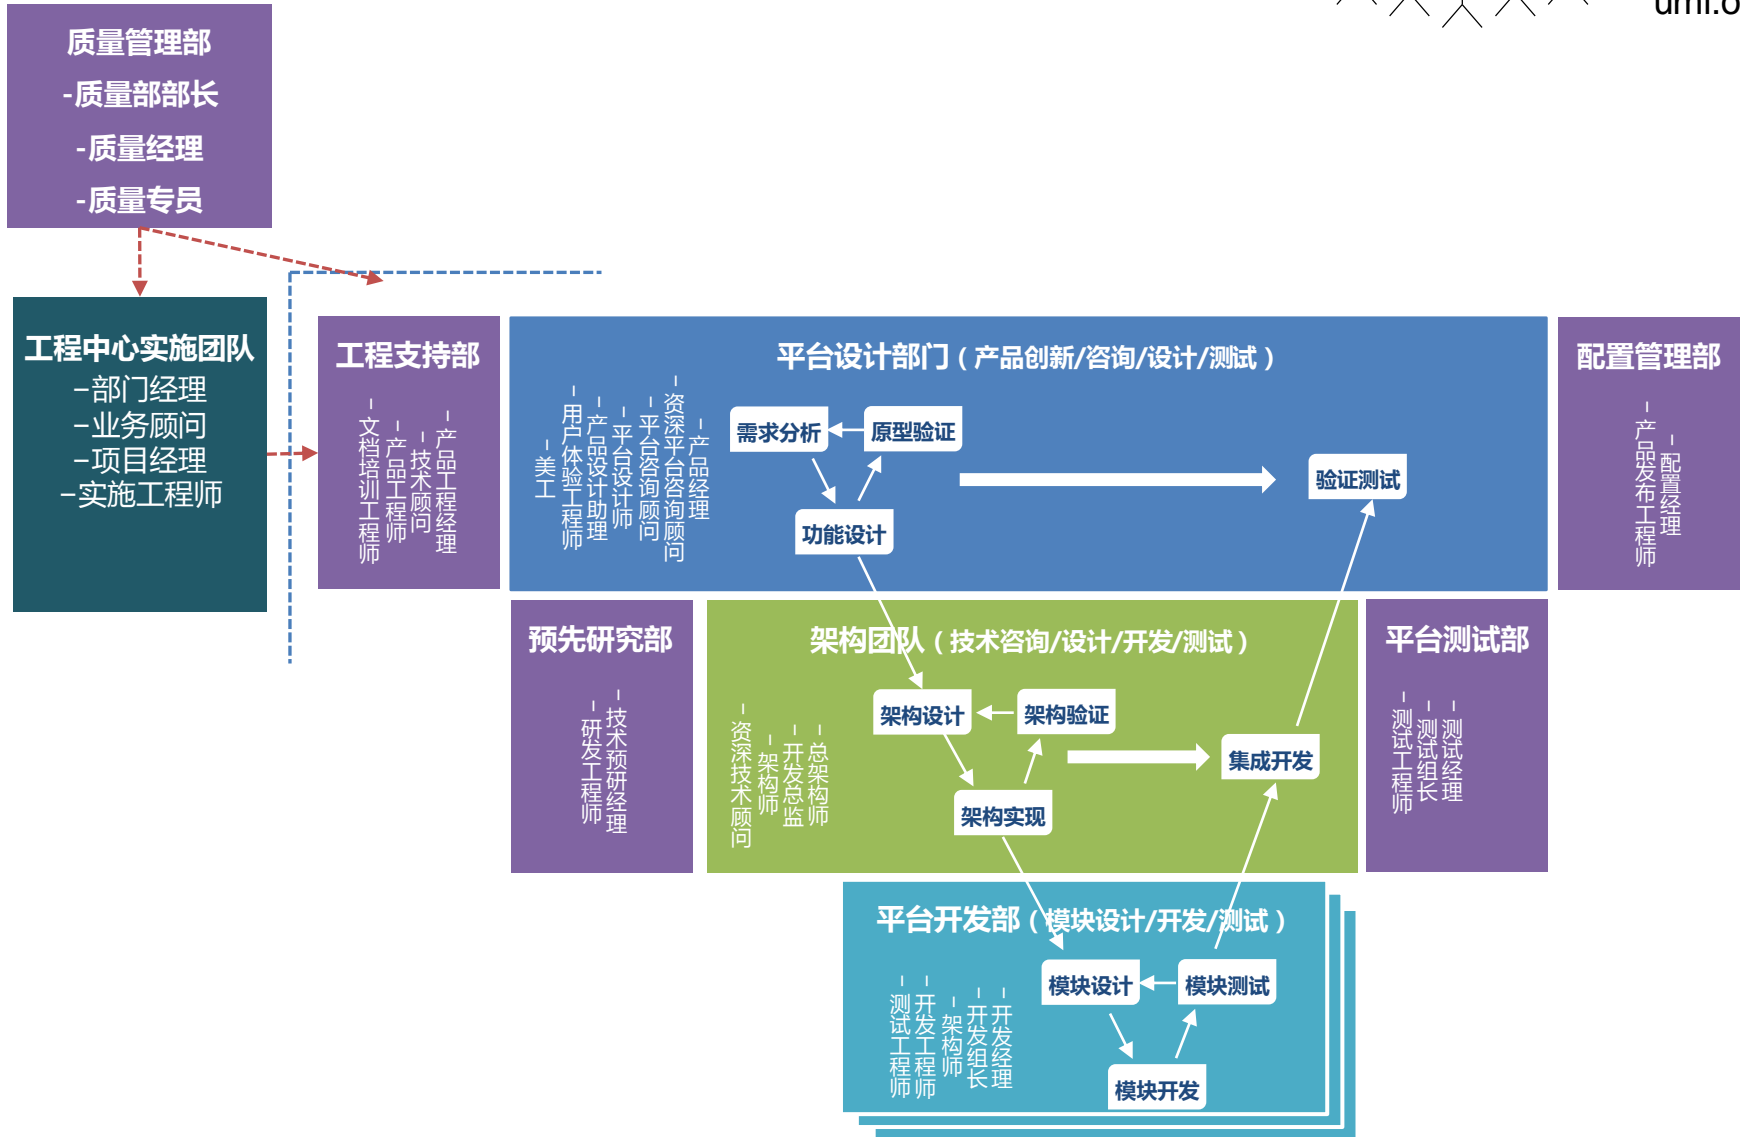 uml.o
质量管理部
-质量部部长
-质量经理
-质量专员
工程中心实施团队
–部门经理
–业务顾问
–项目经理
–实施工程师
工程支持部
–产品工程经理
–技术顾问
–产品工程师
–文档培训工程师
平台设计部门（产品创新/咨询/设计/测试）
–产品经理
–资深平台咨询顾问
–平台咨询顾问
–平台设计师
–产品设计助理
–用户体验工程师
–美工
需求分析
原型验证
功能设计
验证测试
配置管理部
–配置经理
–产品发布工程师
预先研究部
–技术预研经理
–研发工程师
架构团队（技术咨询/设计/开发/测试）
–总架构师
–开发总监
–架构师
–资深技术顾问
架构设计
架构验证
架构实现
集成开发
平台测试部
–测试经理
–测试组长
–测试工程师
平台开发部（模块设计/开发/测试）
–开发经理
–开发组长
–架构师
–开发工程师
–测试工程师
模块设计
模块测试
模块开发